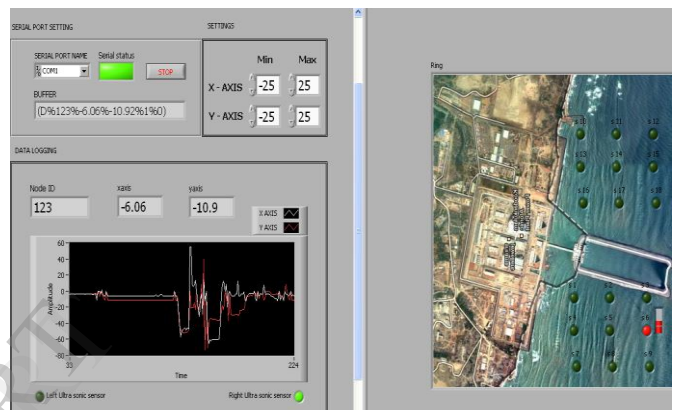 SERIAL PORT SETTING
SERIAL PORT NAME
Serial status
COM1
STOP
BUFFER
(D%123%-6.06%-10.92%1%0)
SETTINGS
Min Max
X - AXIS -25 25
Y - AXIS -25 25
DATA LOGGING
Node ID xaxis yaxis
123 -6.06 -10.9
X AXIS
Y AXIS
Amplitude
60
40
20
0
-20
-40
-60
-80
33
224
Time
Left Ultra sonic sensor
Right Ultra sonic sensor
Ring
s 10 s 11 s 12
s 13 s 14 s 15
s 16 s 17 s 18
s 1 s 2 s 3
s 4 s 5 s 6
s 7 s 8 s 9